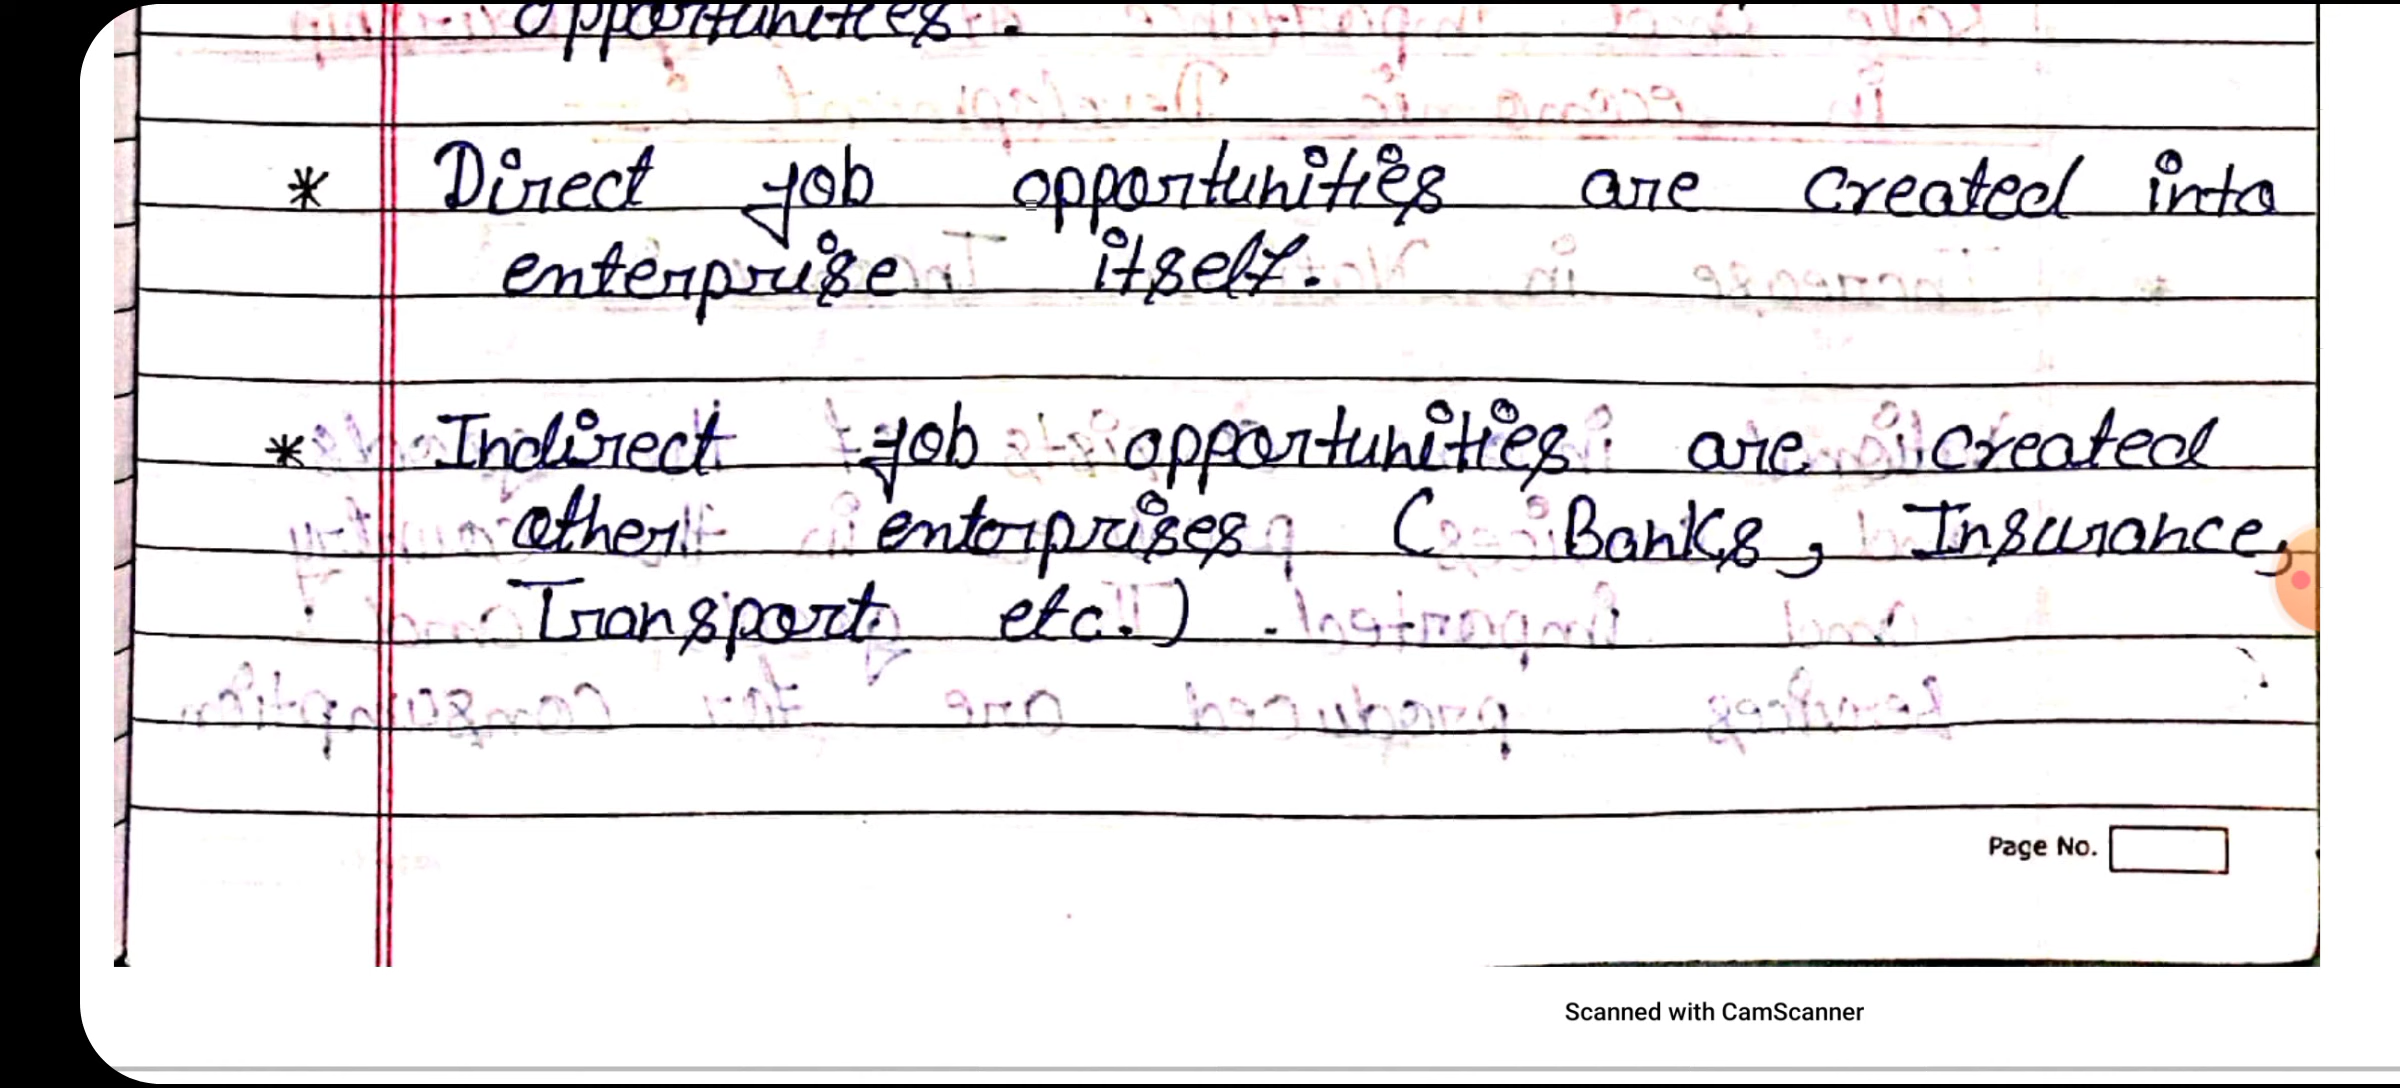 opportunities.
* Direct job opportunities are created into
enterprise itself.
* Indirect job opportunities are created
other enterprises ( Banks, Insurance,
Transport etc.) .
Page No.
Scanned with CamScanner